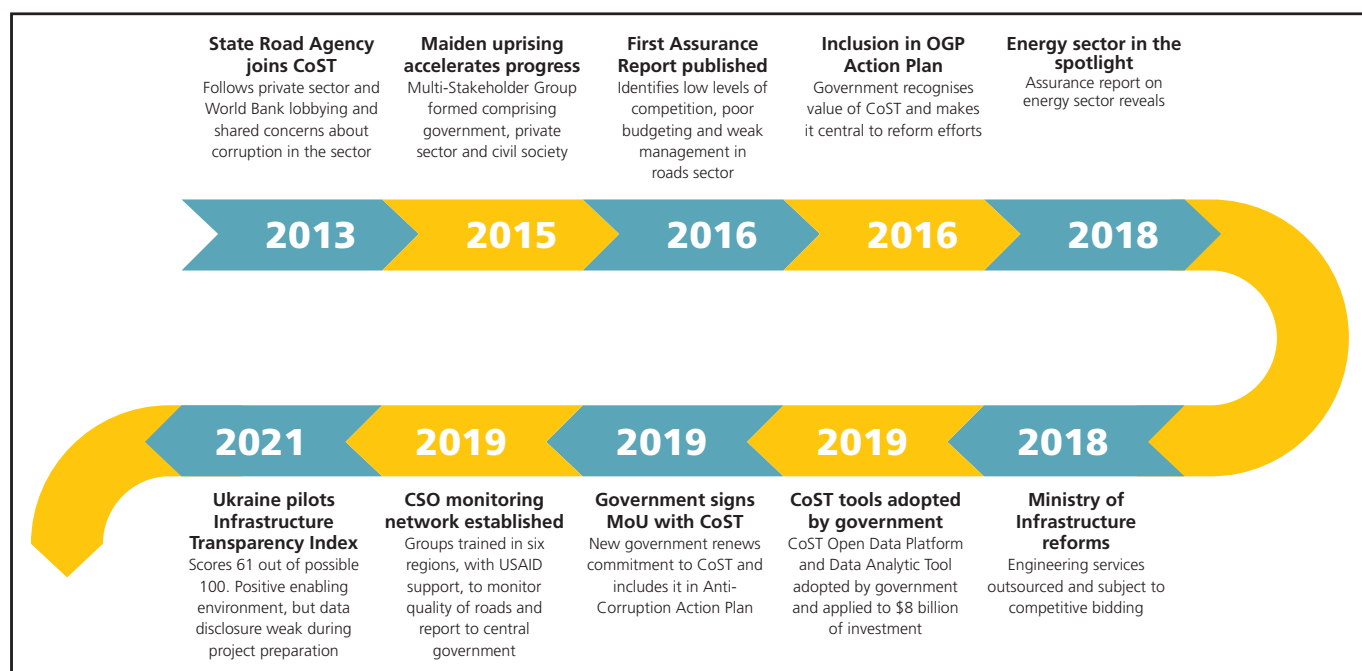 State Road Agency
joins CoST
Follows private sector and
World Bank lobbying and
shared concerns about
corruption in the sector
Maiden uprising
accelerates progress
Multi-Stakeholder Group
formed comprising
government, private
sector and civil society
First Assurance
Report published
Identifies low levels of
competition, poor
budgeting and weak
management in
roads sector
Inclusion in OGP
Action Plan
Government recognises
value of CoST and makes
it central to reform efforts
Energy sector in the
spotlight
Assurance report on
energy sector reveals
2013
2015
2016
2016
2018
2021
2019
2019
2019
2018
Ukraine pilots
Infrastructure
Transparency Index
Scores 61 out of possible
100. Positive enabling
environment, but data
disclosure weak during
project preparation
CSO monitoring
network established
Groups trained in six
regions, with USAID
support, to monitor
quality of roads and
report to central
government
Government signs
MoU with CoST
New government renews
commitment to CoST and
includes it in Anti-
Corruption Action Plan
CoST tools adopted
by government
CoST Open Data Platform
and Data Analytic Tool
adopted by government
and applied to $8 billion
of investment
Ministry of
Infrastructure
reforms
Engineering services
outsourced and subject to
competitive bidding